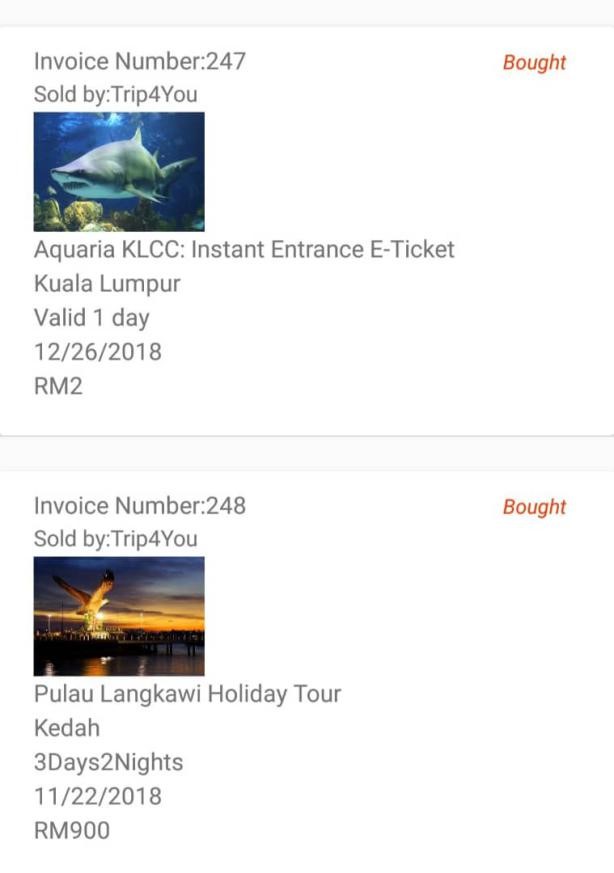 Invoice Number:247
Bought
Sold by:Trip4You
Aquaria KLCC: Instant Entrance E-Ticket
Kuala Lumpur
Valid 1 day
12/26/2018
RM2
Invoice Number:248
Bought
Sold by:Trip4You
Pulau Langkawi Holiday Tour
Kedah
3Days2Nights
11/22/2018
RM900